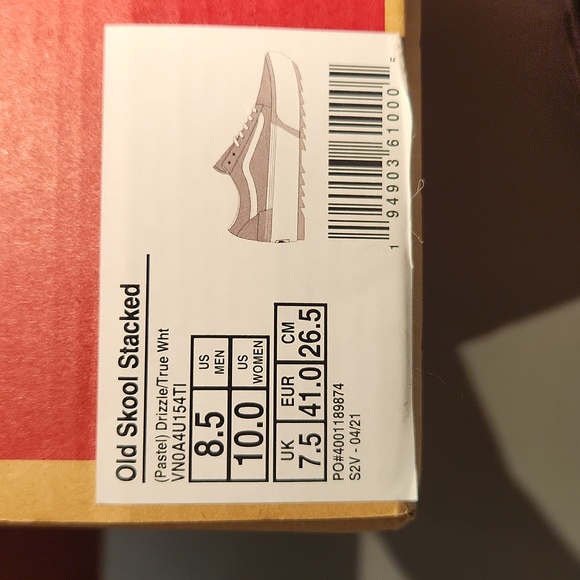 Old Skool Stacked
(Pastel) Drizzle/True Wht
VN0A4U154TI
8.5 US MEN
10.0 US WOMEN
UK 7.5
EUR 41.0
CM 26.5
PO#4001189874
S2V - 04/21
1 94903 61000